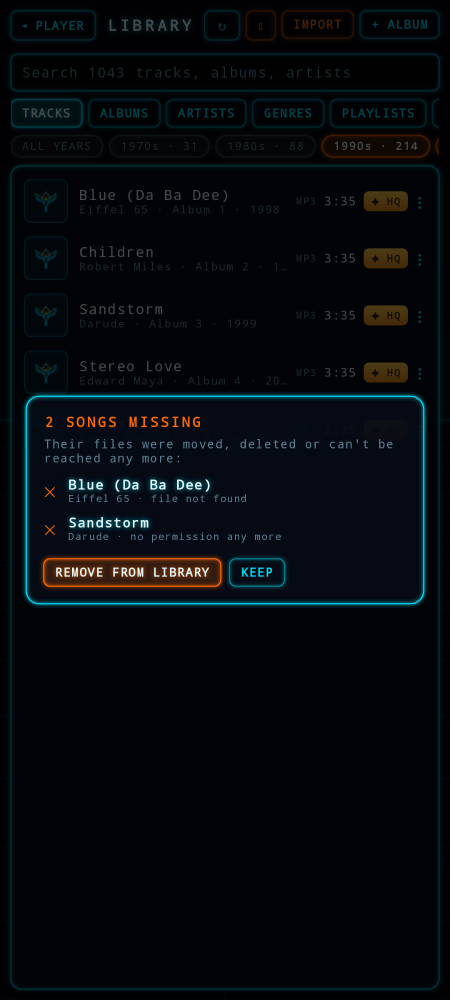 ◂ PLAYER
LIBRARY
↻
⇩
IMPORT
+ ALBUM
Search 1043 tracks, albums, artists
TRACKS
ALBUMS
ARTISTS
GENRES
PLAYLISTS
ALL YEARS
1970s · 31
1980s · 88
1990s · 214
Blue (Da Ba Dee)
Eiffel 65 · Album 1 · 1998
MP3 3:35 ✦ HQ ⋮
Children
Robert Miles · Album 2 · 1…
MP3 3:35 ✦ HQ ⋮
Sandstorm
Darude · Album 3 · 1999
MP3 3:35 ✦ HQ ⋮
Stereo Love
Edward Maya · Album 4 · 20…
MP3 3:35 ✦ HQ ⋮
2 SONGS MISSING
Their files were moved, deleted or can't be
reached any more:
✕ Blue (Da Ba Dee)
Eiffel 65 · file not found
✕ Sandstorm
Darude · no permission any more
REMOVE FROM LIBRARY
KEEP